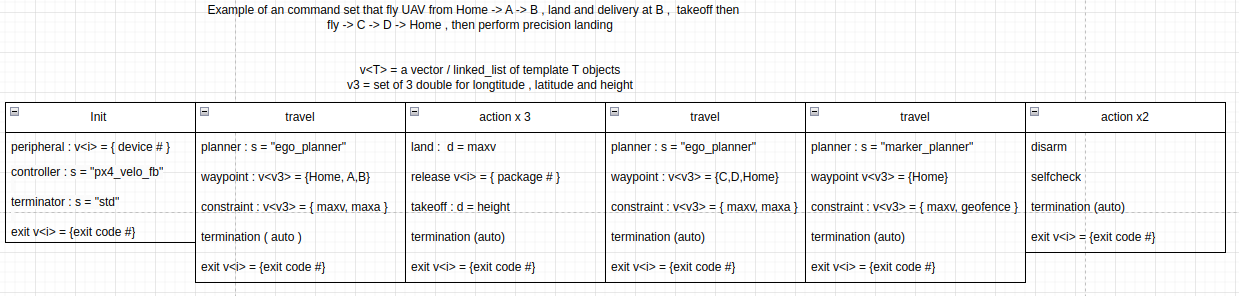 Example of an command set that fly UAV from Home -> A -> B , land and delivery at B , takeoff then
fly -> C -> D -> Home , then perform precision landing
v<T> = a vector / linked_list of template T objects
v3 = set of 3 double for longtitude , latitude and height
Init
peripheral : v<i> = { device # }
controller : s = "px4_velo_fb"
terminator : s = "std"
exit v<i> = {exit code #}
travel
planner : s = "ego_planner"
waypoint : v<v3> = {Home, A,B}
constraint : v<v3> = { maxv, maxa }
termination ( auto )
exit v<i> = {exit code #}
action x 3
land :  d = maxv
release v<i> = { package # }
takeoff : d = height
termination (auto)
exit v<i> = {exit code #}
travel
planner : s = "ego_planner"
waypoint : v<v3> = {C,D,Home}
constraint : v<v3> = { maxv, maxa }
termination (auto)
exit v<i> = {exit code #}
travel
planner : s = "marker_planner"
waypoint v<v3> = {Home}
constraint : v<v3> = { maxv, geofence }
termination (auto)
exit v<i> = {exit code #}
action x2
disarm
selfcheck
termination (auto)
exit v<i> = {exit code #}